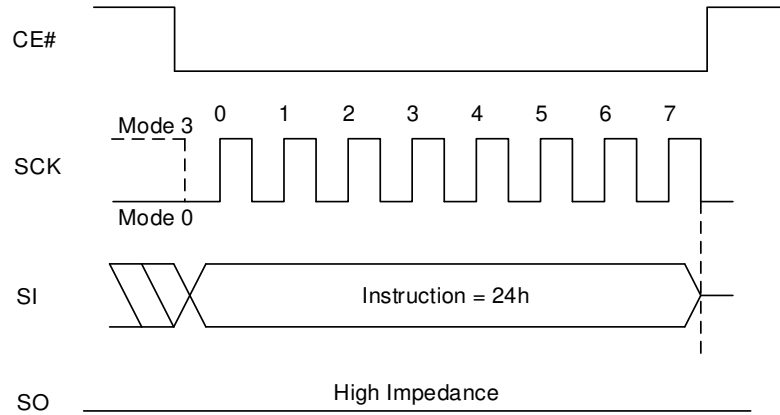 CE#
0 1 2 3 4 5 6 7
Mode 3
SCK
Mode 0
SI
Instruction = 24h
High Impedance
SO